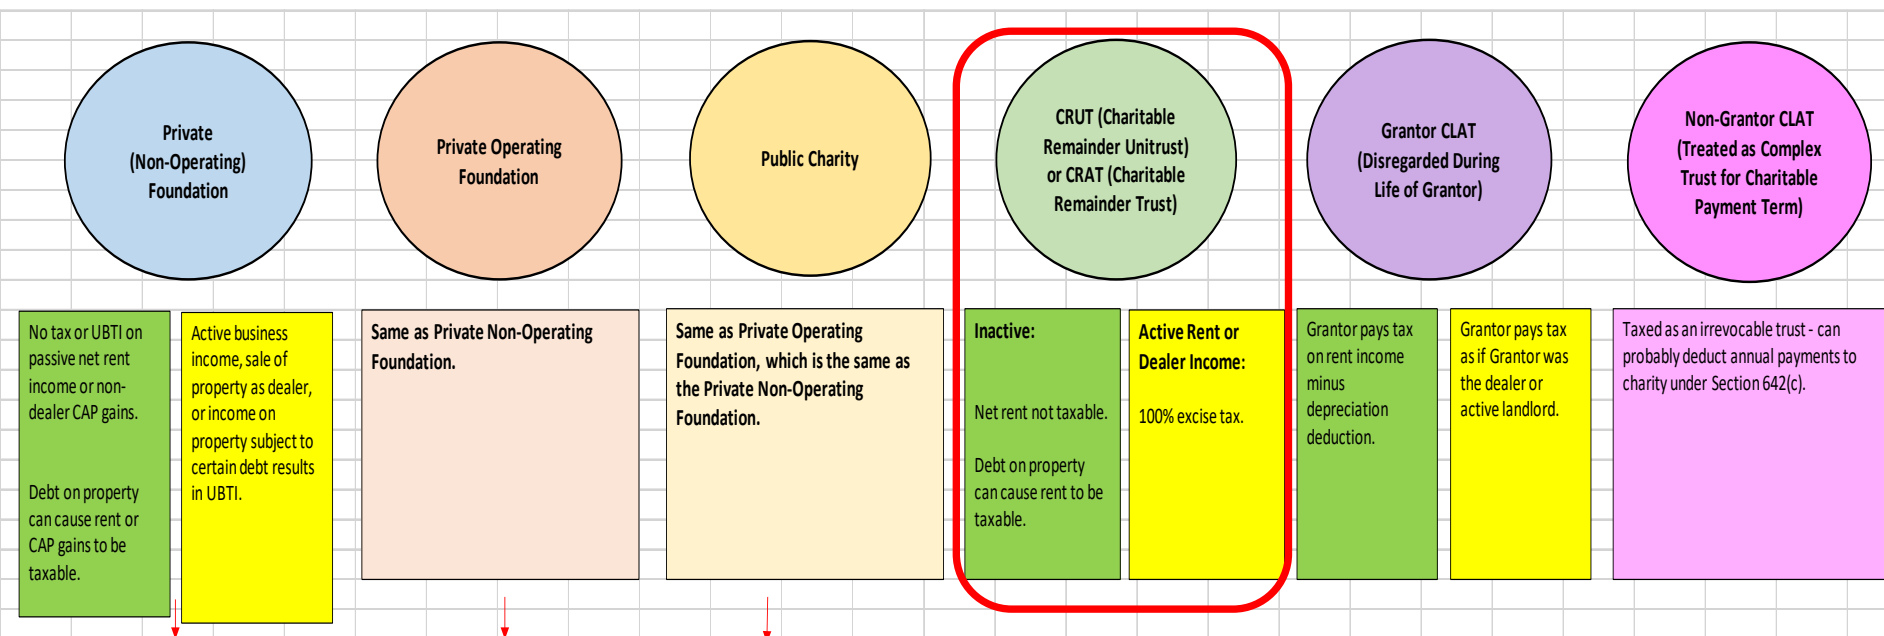 Private
(Non-Operating)
Foundation
Private Operating
Foundation
Public Charity
CRUT (Charitable
Remainder Unitrust)
or CRAT (Charitable
Remainder Trust)
Grantor CLAT
(Disregarded During
Life of Grantor)
Non-Grantor CLAT
(Treated as Complex
Trust for Charitable
Payment Term)
No tax or UBTI on
passive net rent
income or non-
dealer CAP gains.
Debt on property
can cause rent or
CAP gains to be
taxable.
Active business
income, sale of
property as dealer,
or income on
property subject to
certain debt results
in UBTI.
Same as Private Non-Operating
Foundation.
Same as Private Operating
Foundation, which is the same as
the Private Non-Operating
Foundation.
Inactive:
Net rent not taxable.
Debt on property
can cause rent to be
taxable.
Active Rent or
Dealer Income:
100% excise tax.
Grantor pays tax
on rent income
minus
depreciation
deduction.
Grantor pays tax
as if Grantor was
the dealer or
active landlord.
Taxed as an irrevocable trust - can
probably deduct annual payments to
charity under Section 642(c).